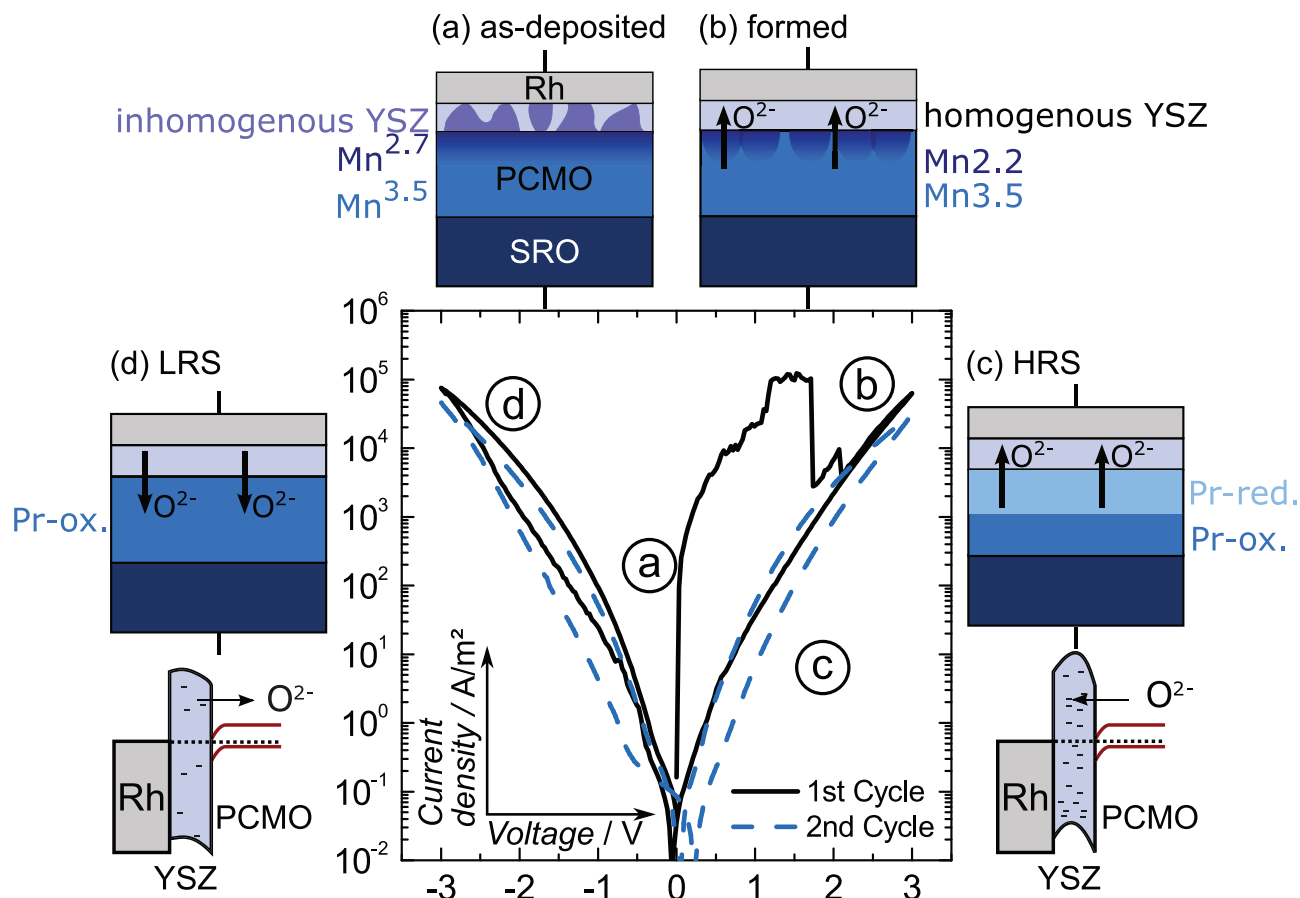 (a) as-deposited
(b) formed
Rh
inhomogenous YSZ
Mn2.7
PCMO
Mn3.5
SRO
O2-
O2-
homogenous YSZ
Mn2.2
Mn3.5
(d) LRS
O2-
O2-
Pr-ox.
O2-
Rh
PCMO
YSZ
10^6
10^5
10^4
10^3
10^2
10^1
10^0
10^-1
10^-2
d
b
a
c
Current
density / A/m²
Voltage / V
1st Cycle
2nd Cycle
-3 -2 -1 0 1 2 3
(c) HRS
O2-
O2-
Pr-red.
Pr-ox.
O2-
Rh
PCMO
YSZ